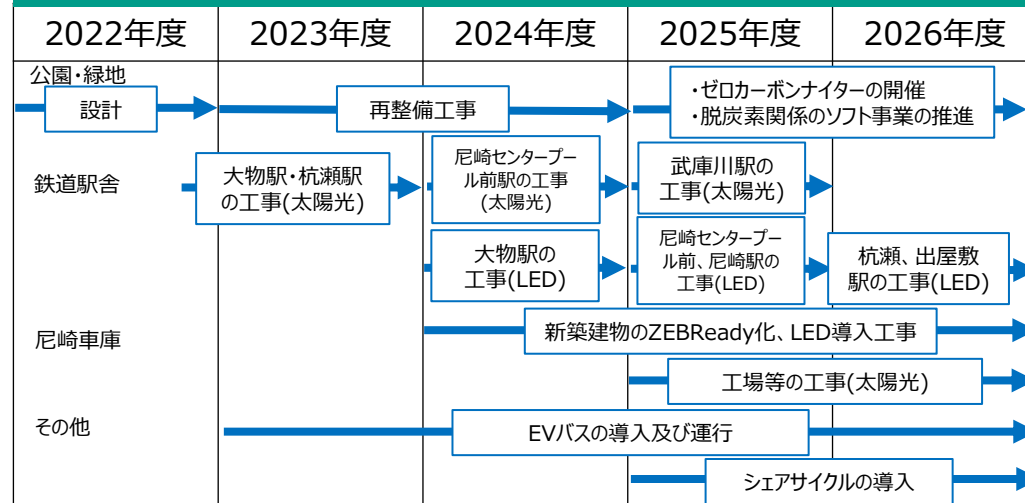 2022年度
2023年度
2024年度
2025年度
2026年度
公園・緑地
設計
再整備工事
・ゼロカーボンナイターの開催
・脱炭素関係のソフト事業の推進
鉄道駅舎
大物駅・杭瀬駅
の工事(太陽光)
尼崎センタープー
ル前駅の工事
(太陽光)
武庫川駅の
工事(太陽光)
大物駅の
工事(LED)
尼崎センタープー
ル前、尼崎駅の
工事(LED)
杭瀬、出屋敷
駅の工事(LED)
尼崎車庫
新築建物のZEBReady化、LED導入工事
工場等の工事(太陽光)
その他
EVバスの導入及び運行
シェアサイクルの導入